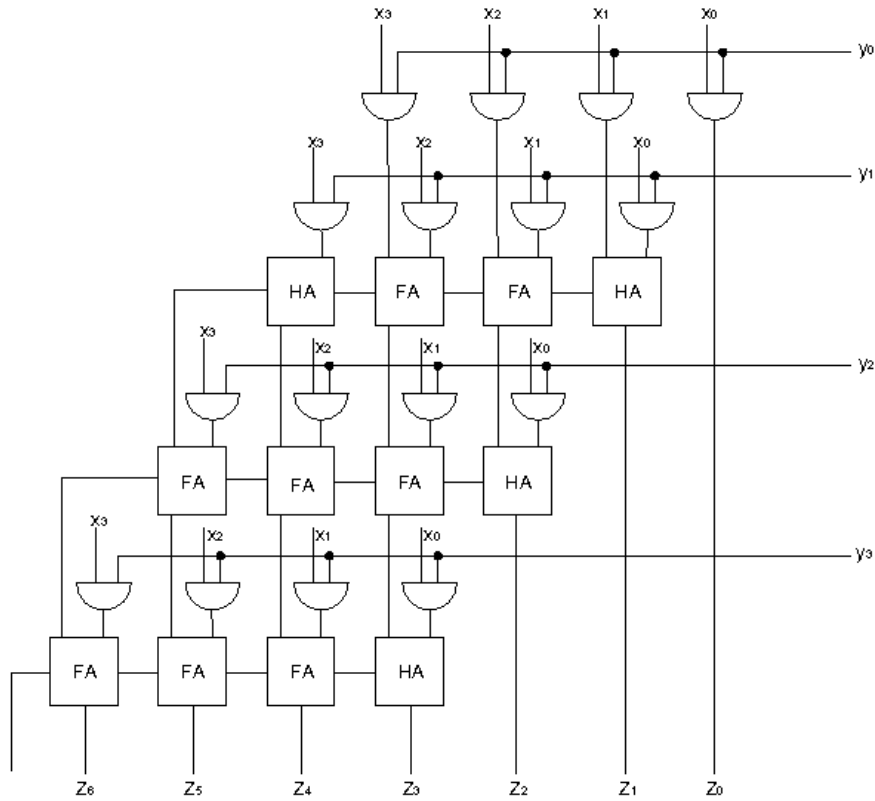 X3 X2 X1 X0
y0
X3 X2 X1 X0
y1
HA FA FA HA
X3 X2 X1 X0
y2
FA FA FA HA
X3 X2 X1 X0
y3
FA FA FA HA
Z6 Z5 Z4 Z3 Z2 Z1 Z0